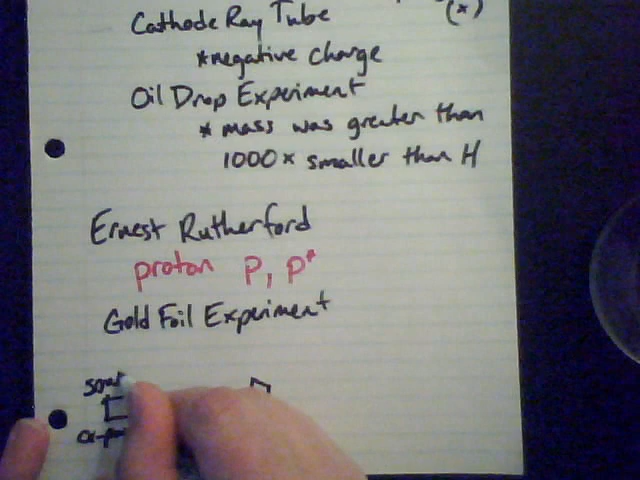 Cathode Ray Tube
(*)
*negative charge
Oil Drop Experiment
* mass was greater than
1000x smaller than H
Ernest Rutherford
proton p, p⁺
Gold Foil Experiment